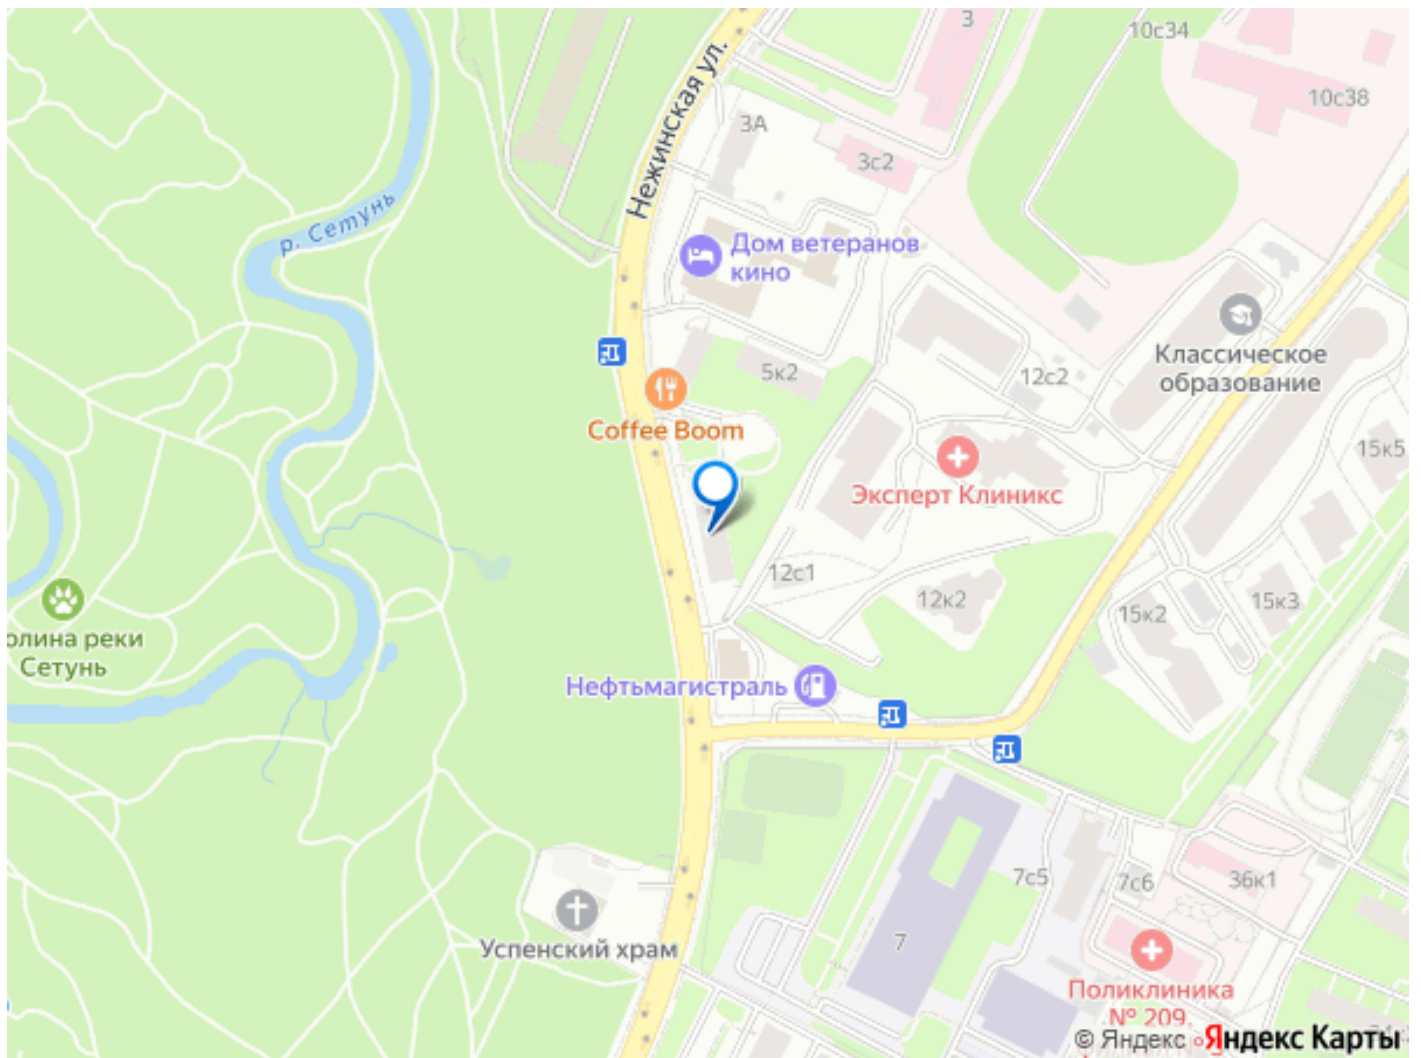 3
10с34
10с38
Нежинская ул.
3А
3с2
р. Сетунь
Дом ветеранов
кино
Классическое
образование
12с2
5к2
Coffee Boom
15к5
Эксперт Клиникс
12с1
12к2
15к2
15к3
олина реки
Сетунь
Нефтьмагистраль
7с5
7с6
36к1
7
Успенский храм
Поликлиника
№ 209,
© Яндекс Яндекс Карты